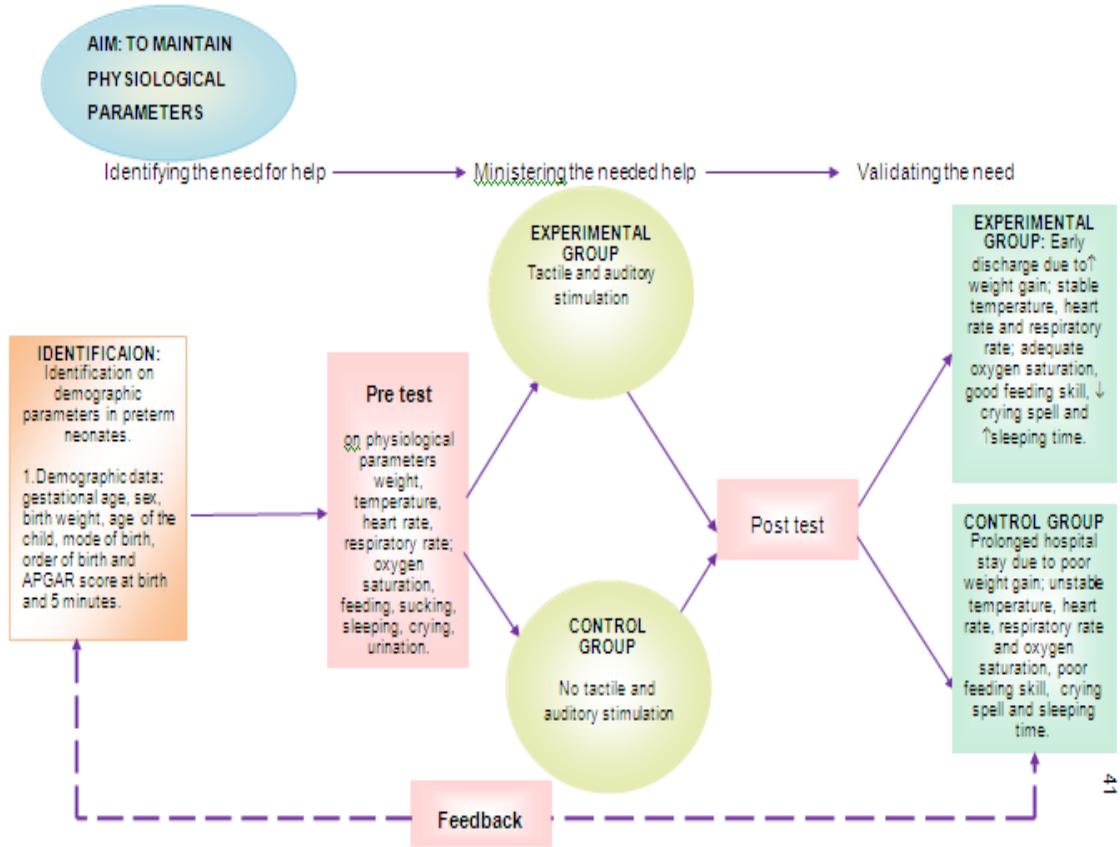 AIM: TO MAINTAIN
PHYSIOLOGICAL
PARAMETERS
Identifying the need for help
Ministering the needed help
Validating the need
IDENTIFICAION:
Identification on
demographic
parameters in preterm
neonates.
1.Demographic data:
gestational age, sex,
birth weight, age of the
child, mode of birth,
order of birth and
APGAR score at birth
and 5 minutes.
Pre test
on physiological
parameters
weight,
temperature,
heart rate,
respiratory rate;
oxygen
saturation,
feeding, sucking,
sleeping, crying,
urination.
EXPERIMENTAL
GROUP
Tactile and auditory
stimulation
CONTROL
GROUP
No tactile and
auditory stimulation
Post test
EXPERIMENTAL
GROUP: Early
discharge due to↑
weight gain; stable
temperature, heart
rate and respiratory
rate; adequate
oxygen saturation,
good feeding skill, ↓
crying spell and
↑sleeping time.
CONTROL GROUP
Prolonged hospital
stay due to poor
weight gain; unstable
temperature, heart
rate, respiratory rate
and oxygen
saturation, poor
feeding skill, crying
spell and sleeping
time.
Feedback
41